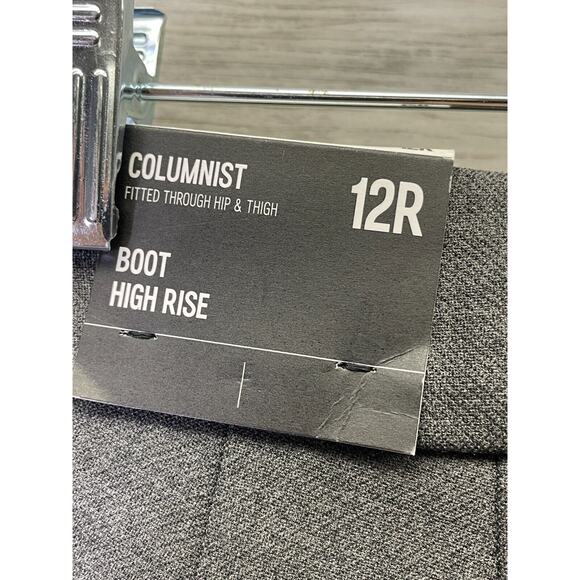 COLUMNIST
FITTED THROUGH HIP & THIGH
12R
BOOT
HIGH RISE